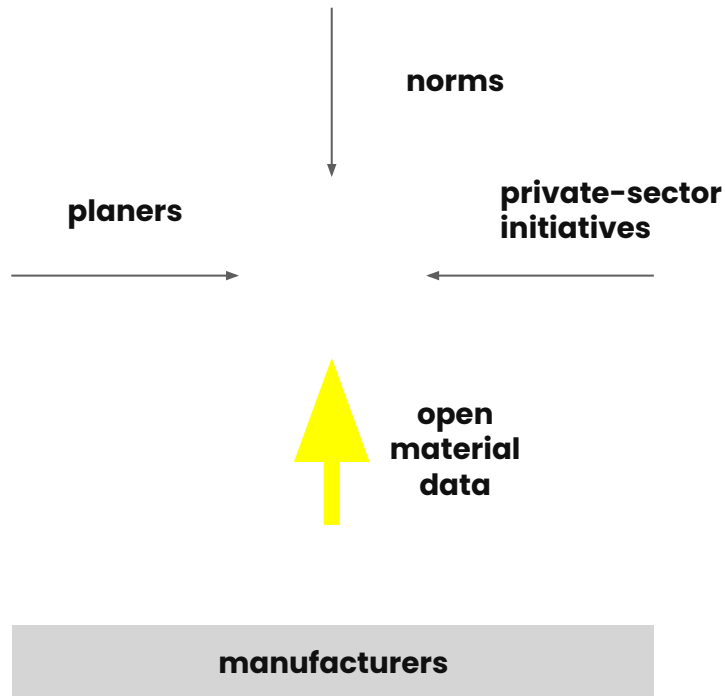 norms
planers
private-sector
initiatives
open
material
data
manufacturers